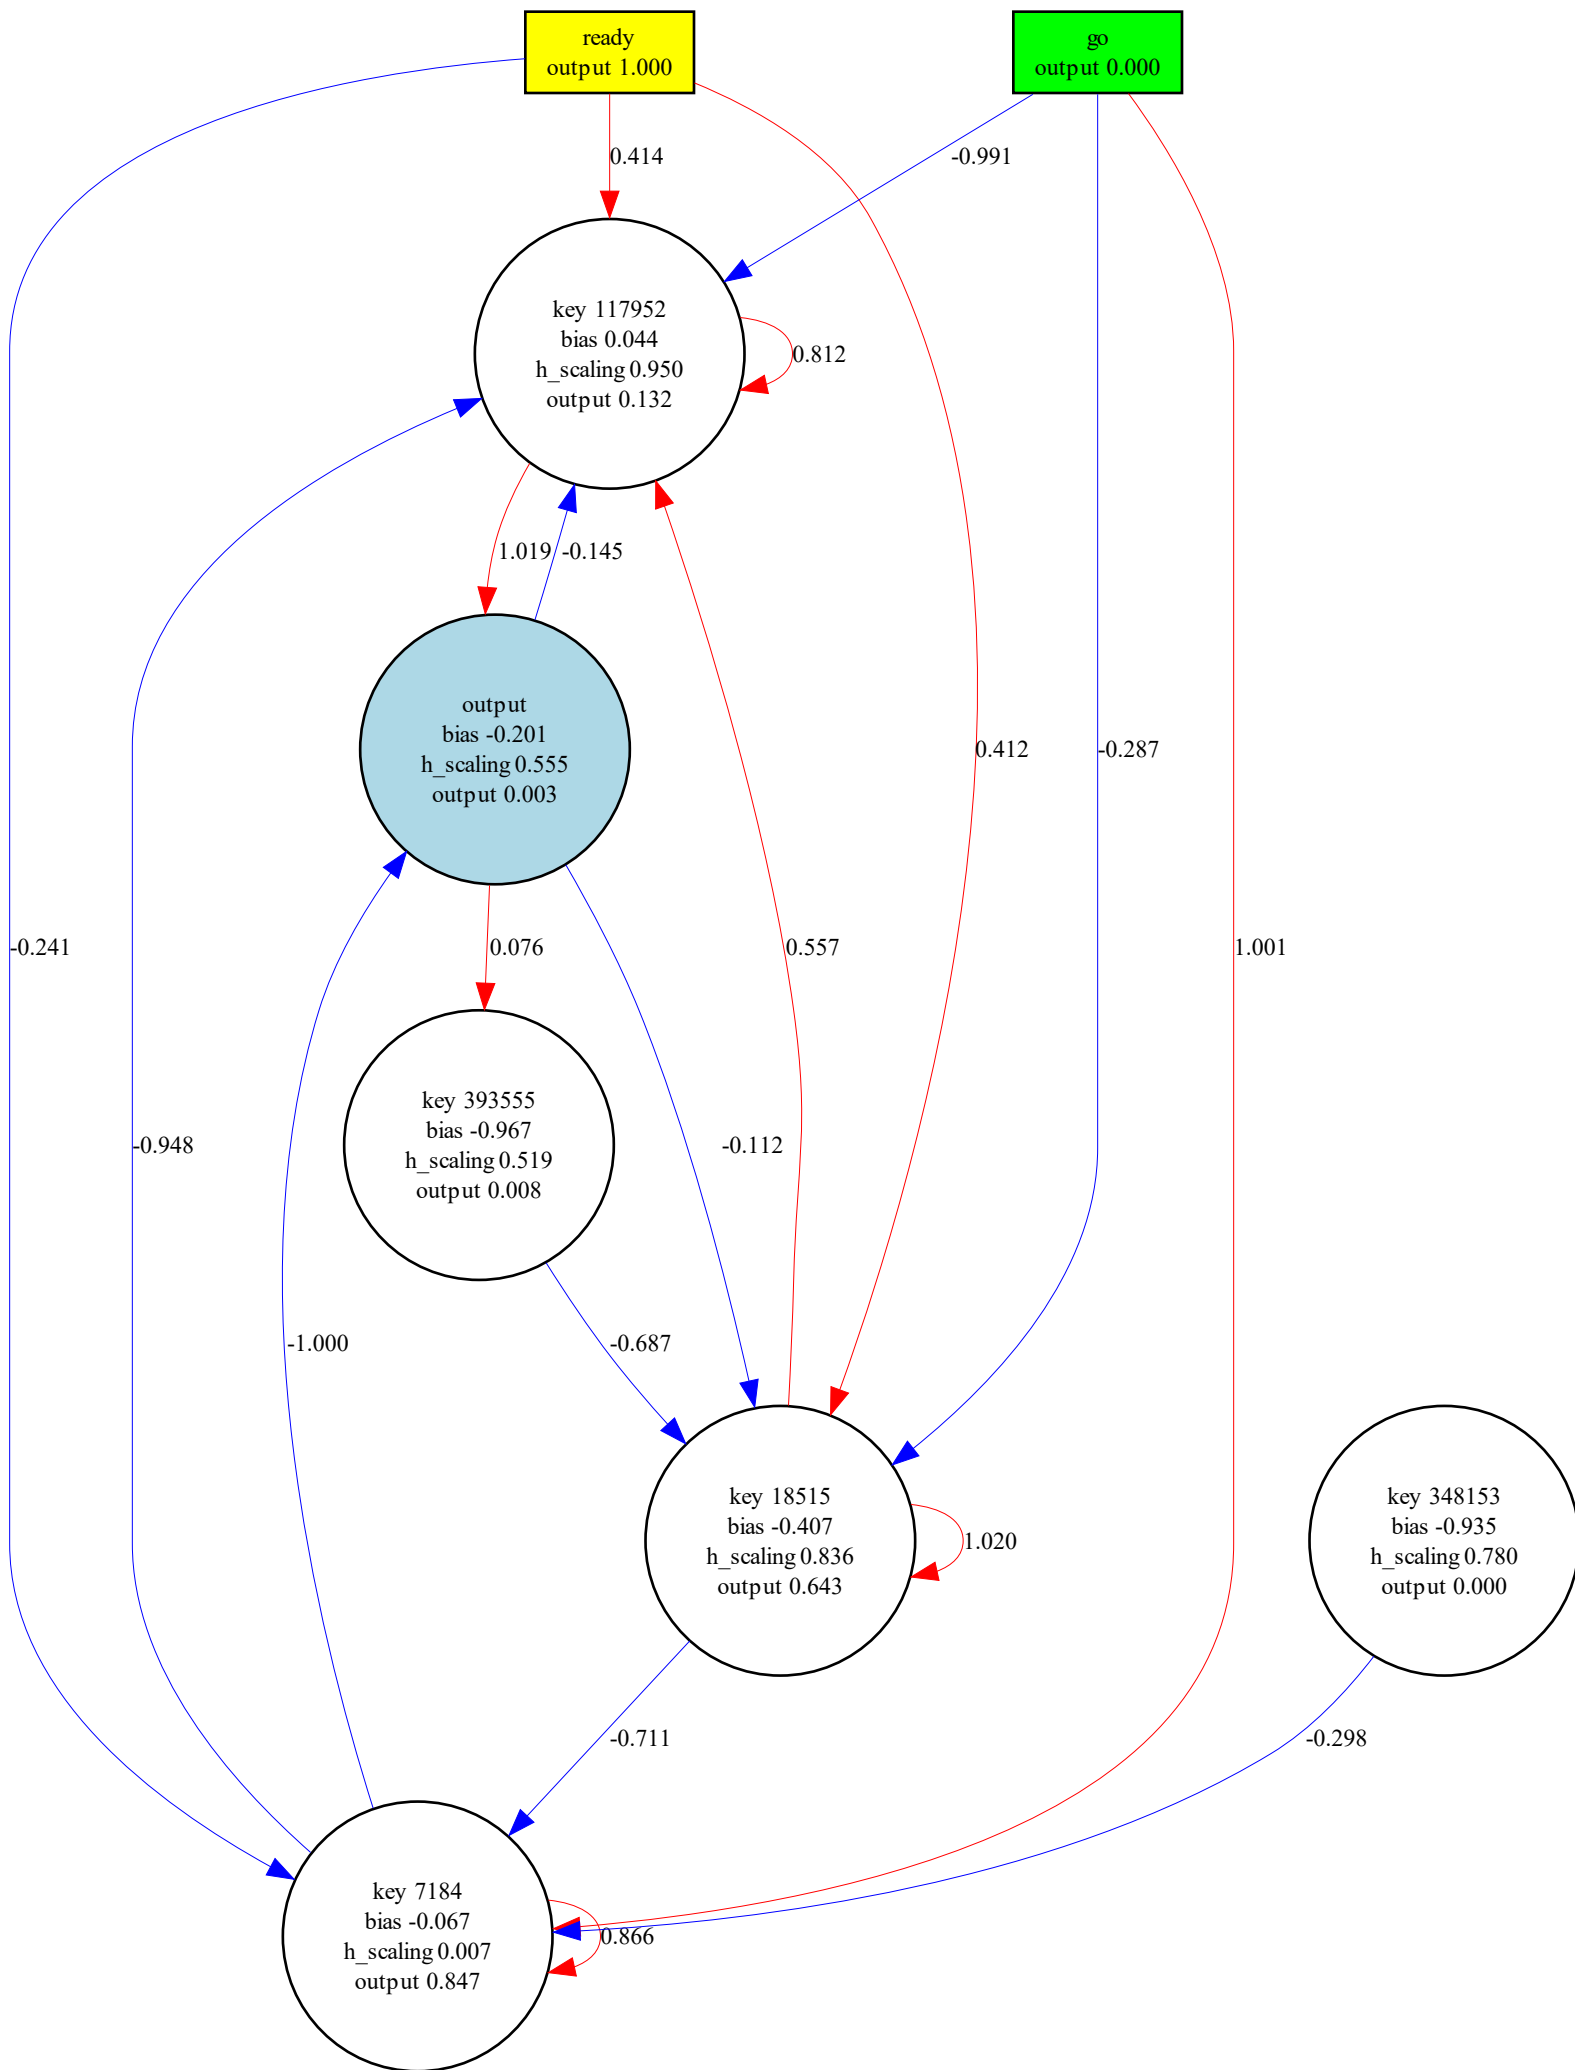 ready
output 1.000
go
output 0.000
0.414
-0.991
key 117952
bias 0.044
h_scaling 0.950
output 0.132
0.812
1.019
-0.145
output
bias -0.201
h_scaling 0.555
output 0.003
0.412
-0.287
-0.241
0.076
0.557
1.001
key 393555
bias -0.967
h_scaling 0.519
output 0.008
-0.948
-0.112
-1.000
-0.687
key 18515
bias -0.407
h_scaling 0.836
output 0.643
1.020
key 348153
bias -0.935
h_scaling 0.780
output 0.000
-0.711
-0.298
key 7184
bias -0.067
h_scaling 0.007
output 0.847
0.866